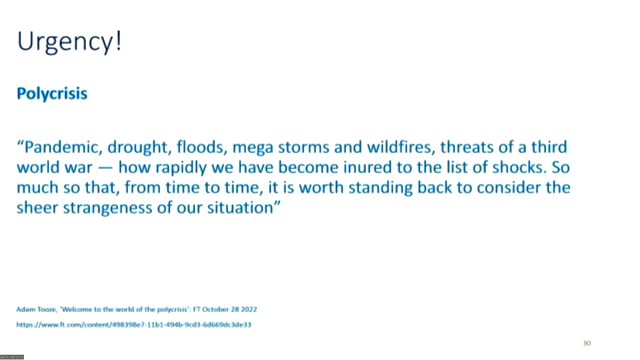 Urgency!
Polycrisis
“Pandemic, drought, floods, mega storms and wildfires, threats of a third
world war — how rapidly we have become inured to the list of shocks. So
much so that, from time to time, it is worth standing back to consider the
sheer strangeness of our situation”
Adam Tooze, ‘Welcome to the world of the polycrisis’: FT October 28 2022
https://www.ft.com/content/498398e7-11b1-494b-9cd3-6d669dc3de33
30